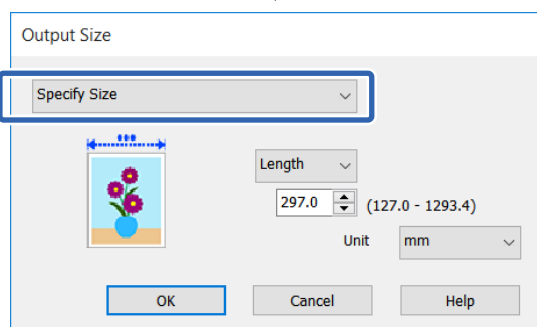 Output Size
Specify Size
Length
297.0 (127.0 - 1293.4)
Unit mm
OK Cancel Help